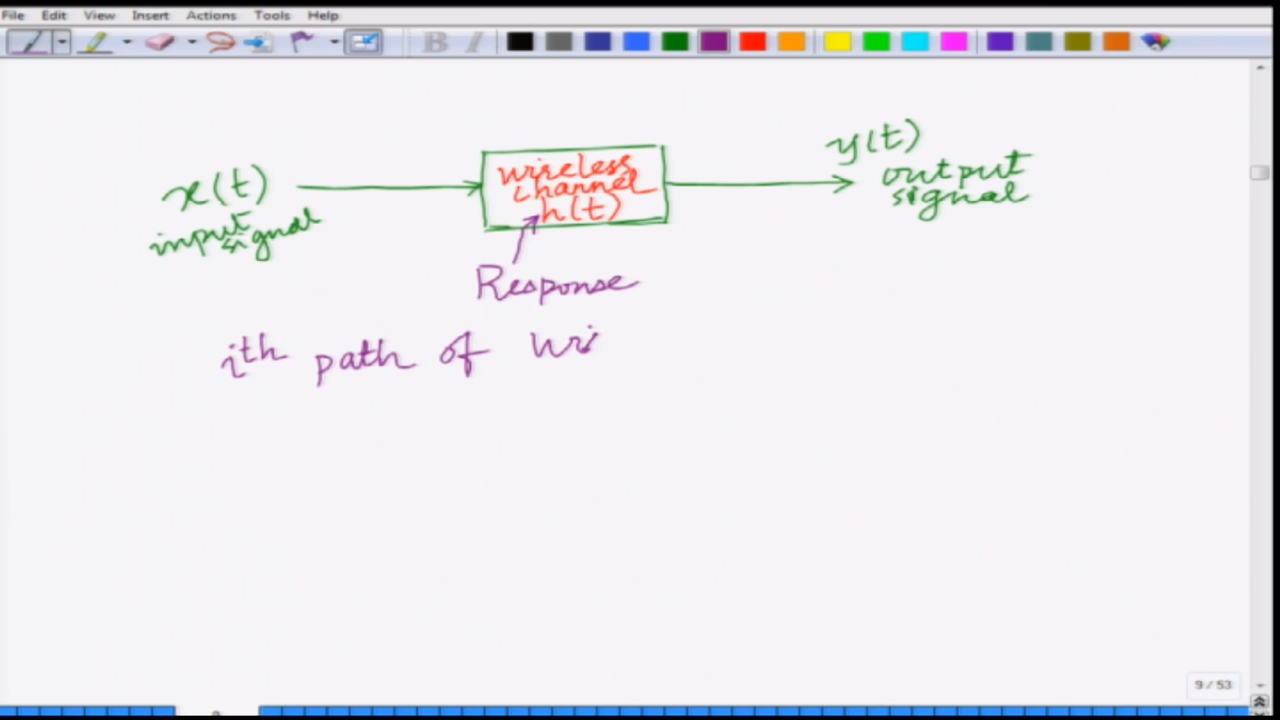 File Edit View Insert Actions Tools Help
B I
x(t)
input
signal
wireless
channel
h(t)
y(t)
output
signal
Response
ith path of wi
9 / 53